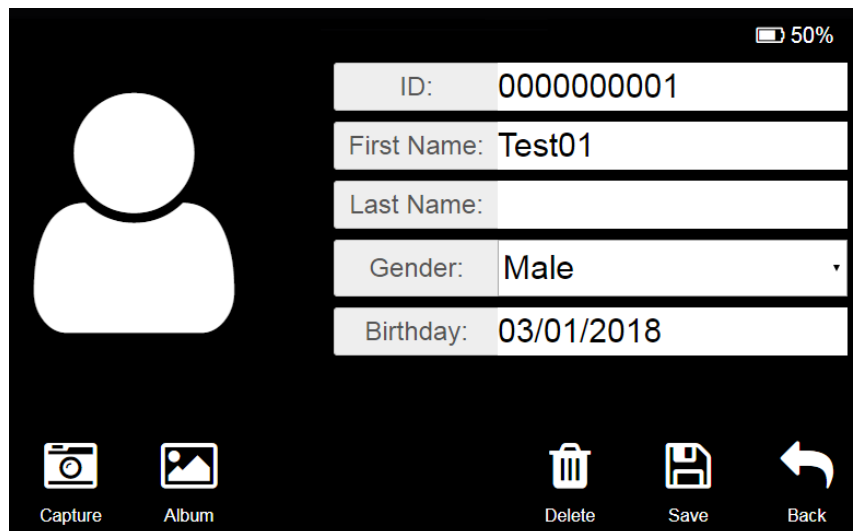 50%
ID: 0000000001
First Name: Test01
Last Name:
Gender: Male
Birthday: 03/01/2018
Capture Album Delete Save Back